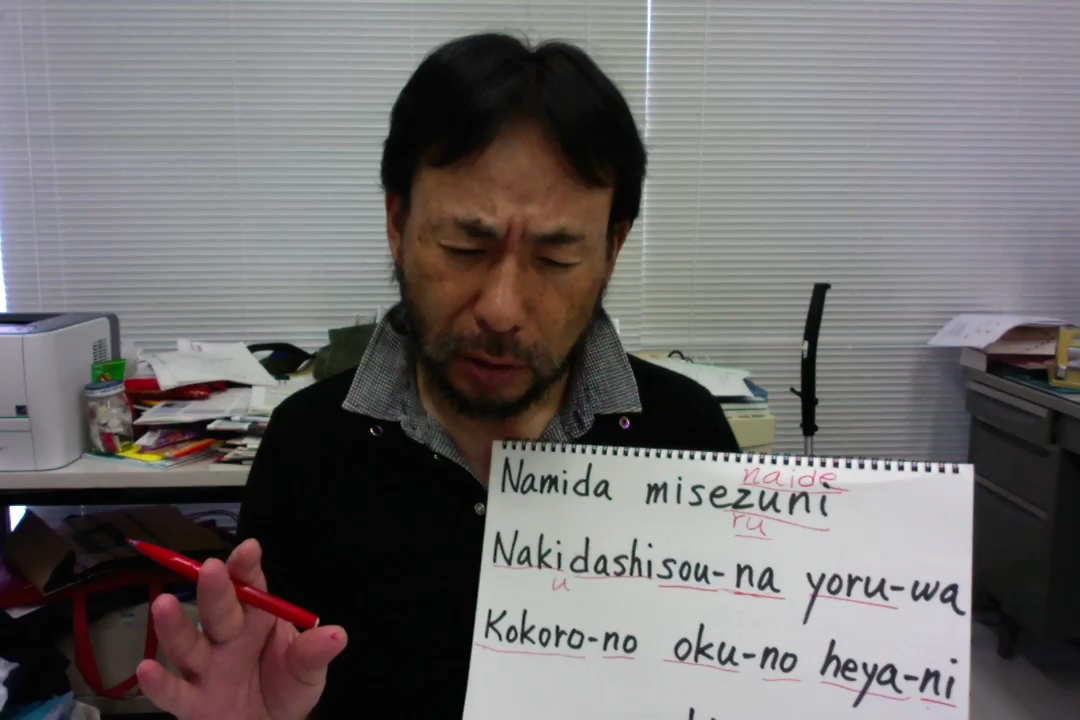 naide
Namida misezuni
ru
Nakidashisou-na yoru-wa
u
Kokoro-no oku-no heya-ni